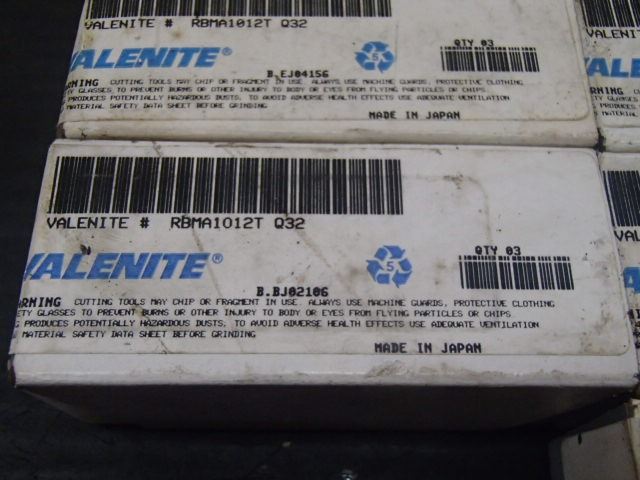 VALENITE # RBMA1012T Q32
VALENITE®
5
QTY 03
B.EJ04156
WARNING CUTTING TOOLS MAY CHIP OR FRAGMENT IN USE. ALWAYS USE MACHINE GUARDS, PROTECTIVE CLOTHING
TY GLASSES TO PREVENT BURNS OR OTHER INJURY TO BODY OR EYES FROM FLYING PARTICLES OR CHIPS.
PRODUCES POTENTIALLY HAZARDOUS DUSTS, TO AVOID ADVERSE HEALTH EFFECTS USE ADEQUATE VENTILATION
MATERIAL SAFETY DATA SHEET BEFORE GRINDING
MADE IN JAPAN
VALEN
VALENITE # RBMA1012T Q32
VALENITE®
5
QTY 03
B.BJ02106
ARNING CUTTING TOOLS MAY CHIP OR FRAGMENT IN USE. ALWAYS USE MACHINE GUARDS, PROTECTIVE CLOTHING
ETY GLASSES TO PREVENT BURNS OR OTHER INJURY TO BODY OR EYES FROM FLYING PARTICLES OR CHIPS.
PRODUCES POTENTIALLY HAZARDOUS DUSTS, TO AVOID ADVERSE HEALTH EFFECTS USE ADEQUATE VENTILATION
MATERIAL SAFETY DATA SHEET BEFORE GRINDING
MADE IN JAPAN